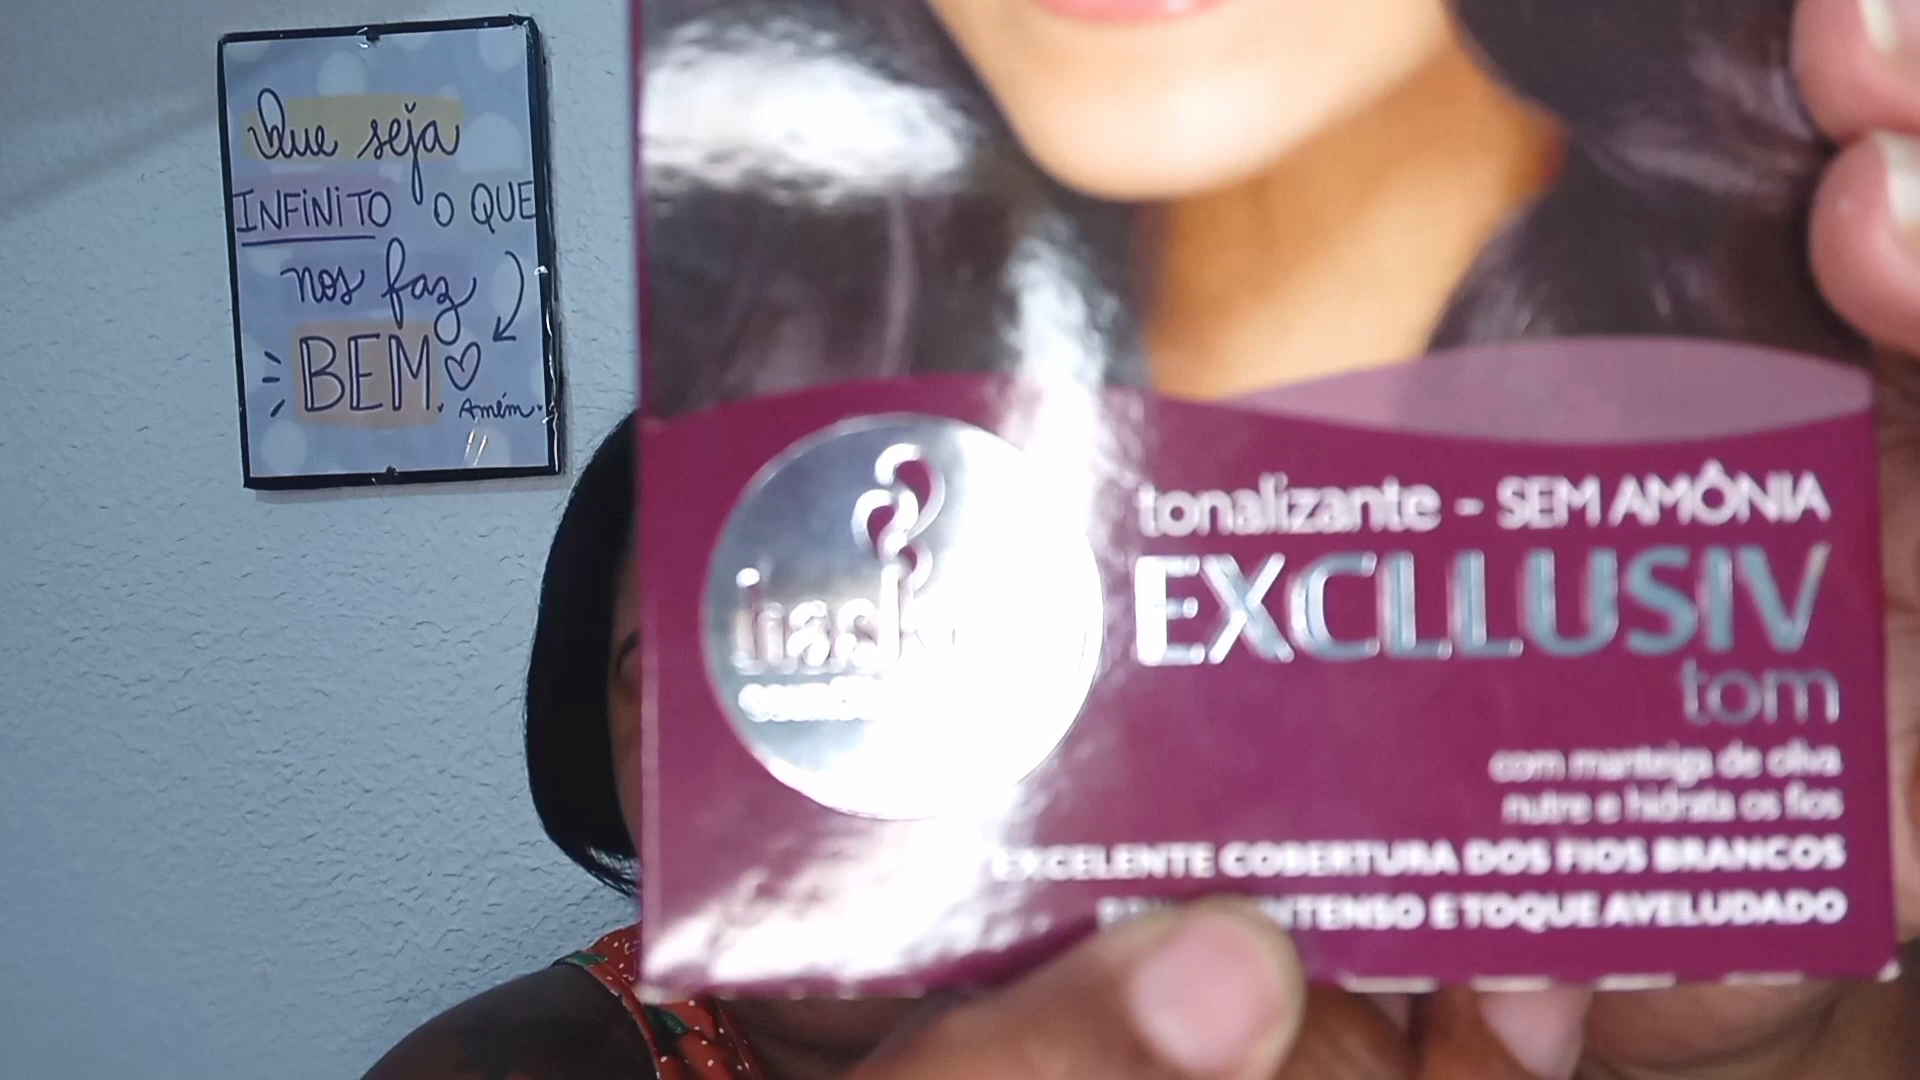 Que seja
INFINITO O QUE
nos faz
BEM.
Amém.
tonalizante - SEM AMÔNIA
EXCLLUSIV
tom
com manteiga de oliva
nutre e hidrata os fios
EXCELENTE COBERTURA DOS FIOS BRANCOS
INTENSO E TOQUE AVELUDADO